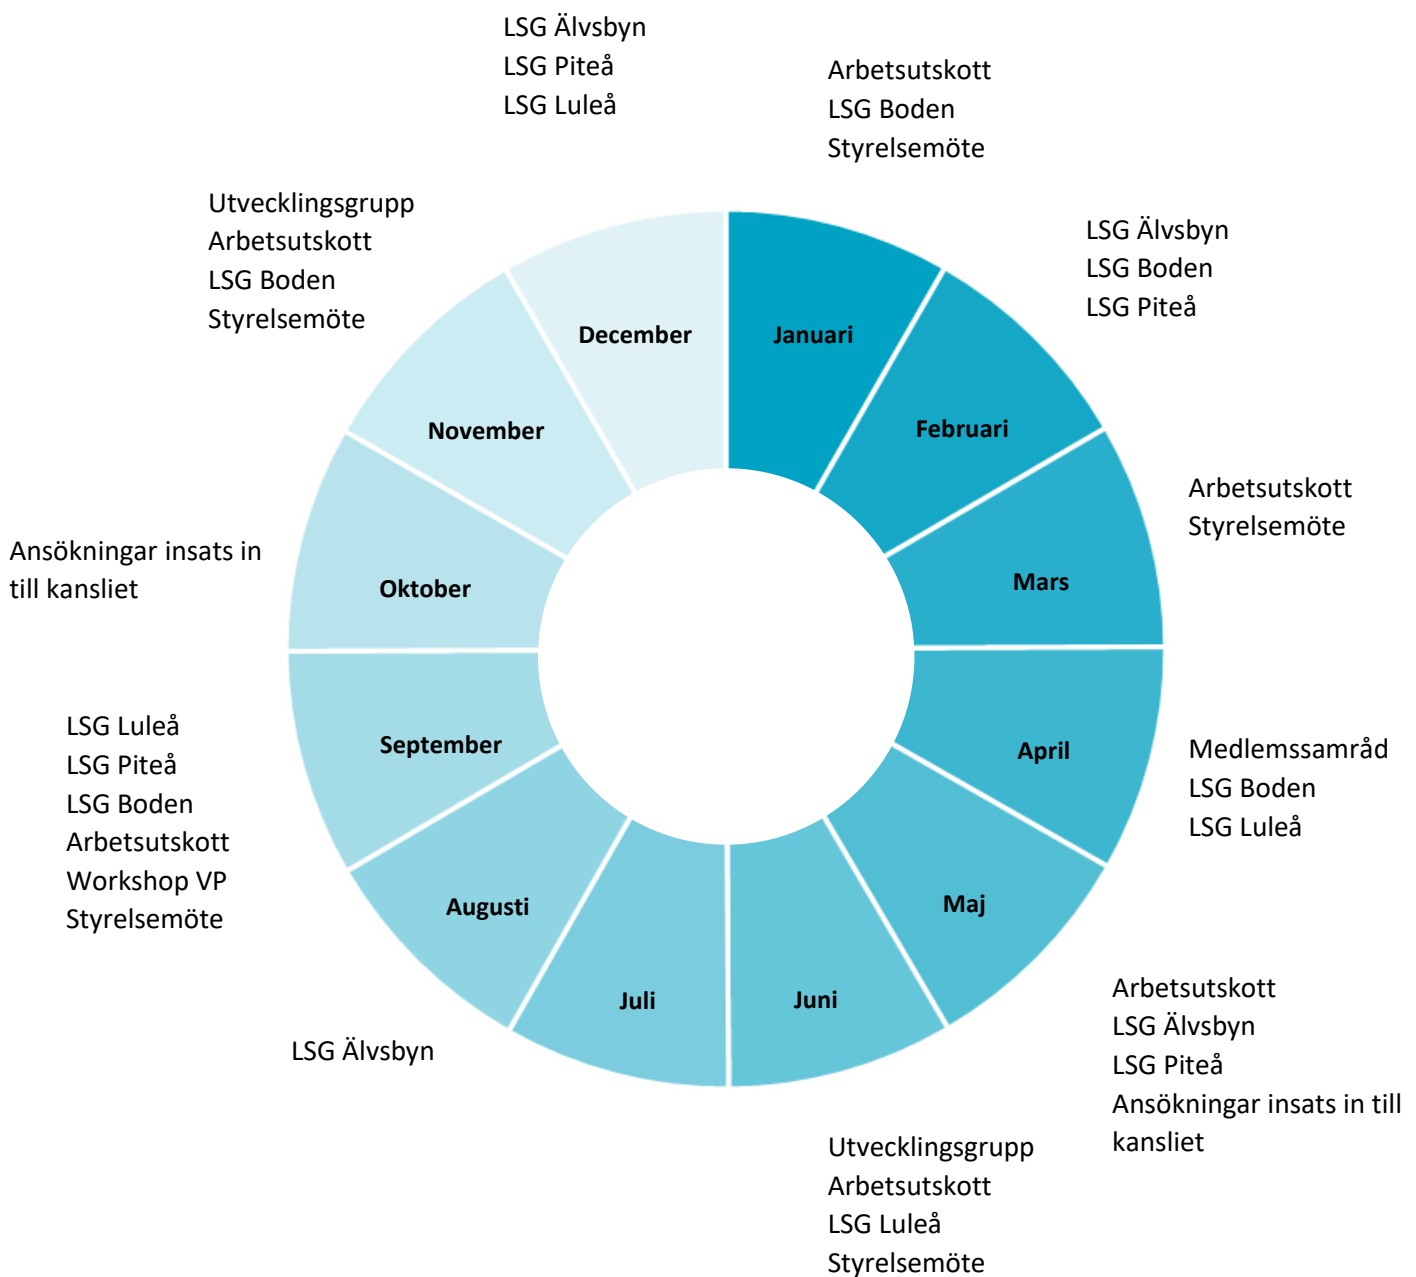 LSG Älvsbyn
LSG Piteå
LSG Luleå
Arbetsutskott
LSG Boden
Styrelsemöte
Utvecklingsgrupp
Arbetsutskott
LSG Boden
Styrelsemöte
LSG Älvsbyn
LSG Boden
LSG Piteå
December
Januari
November
Februari
Arbetsutskott
Styrelsemöte
Ansökningar insats in
till kansliet
Oktober
Mars
LSG Luleå
LSG Piteå
LSG Boden
Arbetsutskott
Workshop VP
Styrelsemöte
September
April
Medlemssamråd
LSG Boden
LSG Luleå
Augusti
Maj
Juli
Juni
LSG Älvsbyn
Arbetsutskott
LSG Älvsbyn
LSG Piteå
Ansökningar insats in till
kansliet
Utvecklingsgrupp
Arbetsutskott
LSG Luleå
Styrelsemöte